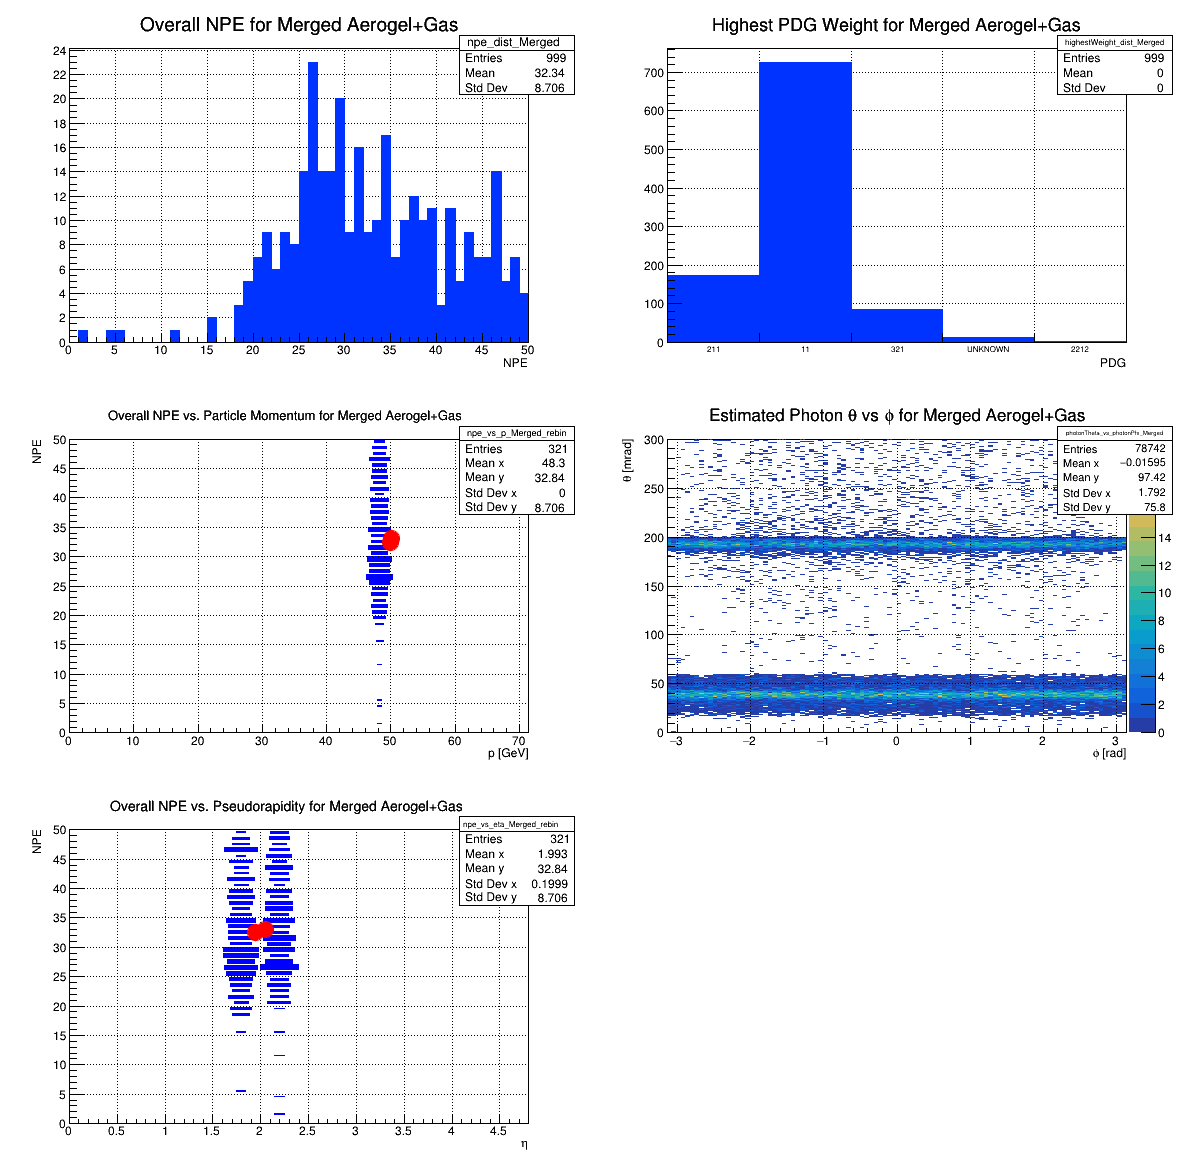 Overall NPE for Merged Aerogel+Gas
npe_dist_Merged
Entries 999
Mean 32.34
Std Dev 8.706
24
22
20
18
16
14
12
10
8
6
4
2
0
0 5 10 15 20 25 30 35 40 45 50
NPE
Highest PDG Weight for Merged Aerogel+Gas
highestWeight_dist_Merged
Entries 999
Mean 0
Std Dev 0
700
600
500
400
300
200
100
0
211 11 321 UNKNOWN 2212
PDG
Overall NPE vs. Particle Momentum for Merged Aerogel+Gas
npe_vs_p_Merged_rebin
Entries 321
Mean x 48.3
Mean y 32.84
Std Dev x 0
Std Dev y 8.706
NPE
50
45
40
35
30
25
20
15
10
5
0
0 10 20 30 40 50 60 70
p [GeV]
Estimated Photon θ vs ϕ for Merged Aerogel+Gas
photonTheta_vs_photonPhi_Merged
Entries 78742
Mean x −0.01595
Mean y 97.42
Std Dev x 1.792
Std Dev y 75.8
θ [mrad]
300
250
200
150
100
50
0
−3 −2 −1 0 1 2 3
ϕ [rad]
14
12
10
8
6
4
2
0
Overall NPE vs. Pseudorapidity for Merged Aerogel+Gas
npe_vs_eta_Merged_rebin
Entries 321
Mean x 1.993
Mean y 32.84
Std Dev x 0.1999
Std Dev y 8.706
NPE
50
45
40
35
30
25
20
15
10
5
0
0 0.5 1 1.5 2 2.5 3 3.5 4 4.5
η